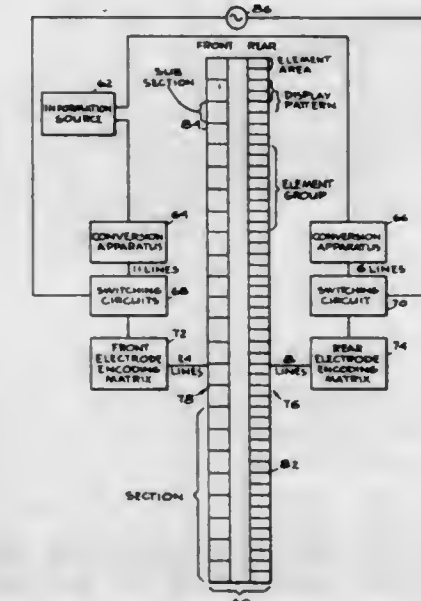 86
FRONT REAR
ELEMENT
AREA
SUB
SECTION
DISPLAY
PATTERN
62
INFORMATION
SOURCE
84
ELEMENT
GROUP
64
CONVERSION
APPARATUS
66
CONVERSION
APPARATUS
11 LINES
6 LINES
SWITCHING
CIRCUITS
68
SWITCHING
CIRCUIT
70
72
FRONT
ELECTRODE
ENCODING
MATRIX
74
REAR
ELECTRODE
ENCODING
MATRIX
24
LINES
LINES
78
76
82
SECTION